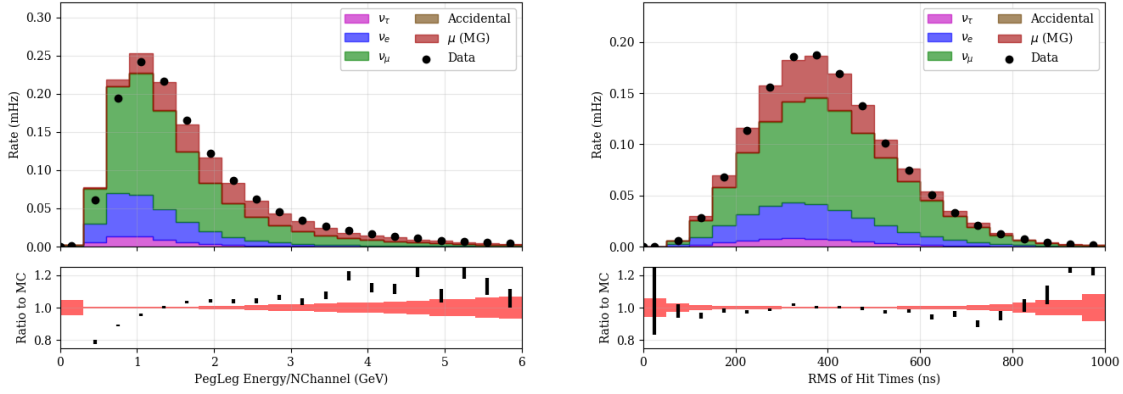 0.30
0.25
0.20
0.15
0.10
0.05
0.00
Rate (mHz)
ντ
νe
νμ
Accidental
μ (MG)
Data
1.2
1.0
0.8
Ratio to MC
0 1 2 3 4 5 6
PegLeg Energy/NChannel (GeV)
0.20
0.15
0.10
0.05
0.00
Rate (mHz)
ντ
νe
νμ
Accidental
μ (MG)
Data
1.2
1.0
0.8
Ratio to MC
0 200 400 600 800 1000
RMS of Hit Times (ns)